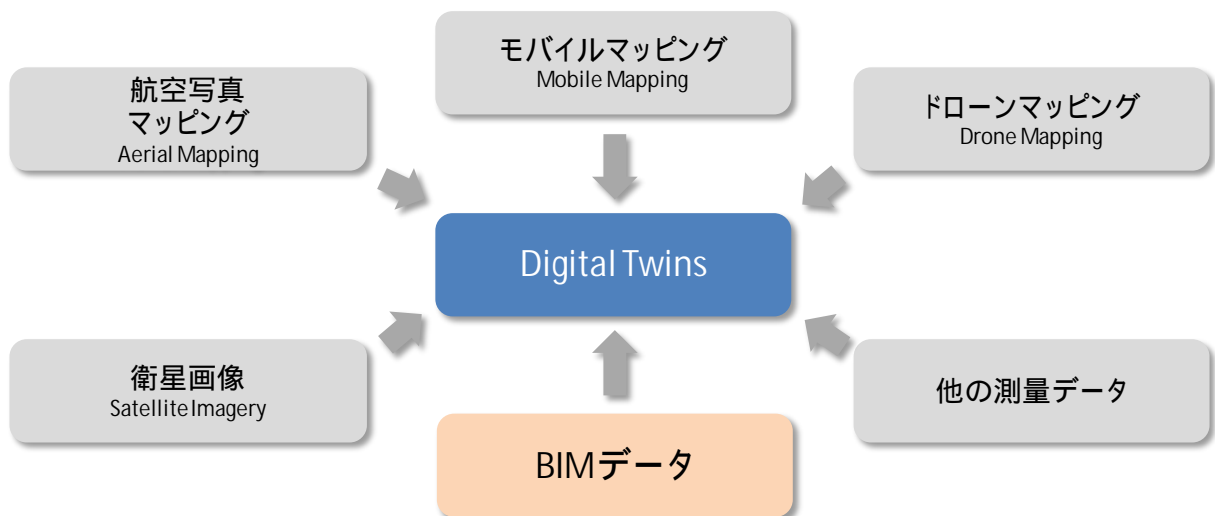 モバイルマッピング
Mobile Mapping
航空写真
マッピング
Aerial Mapping
ドローンマッピング
Drone Mapping
Digital Twins
衛星画像
Satellite Imagery
他の測量データ
BIMデータ